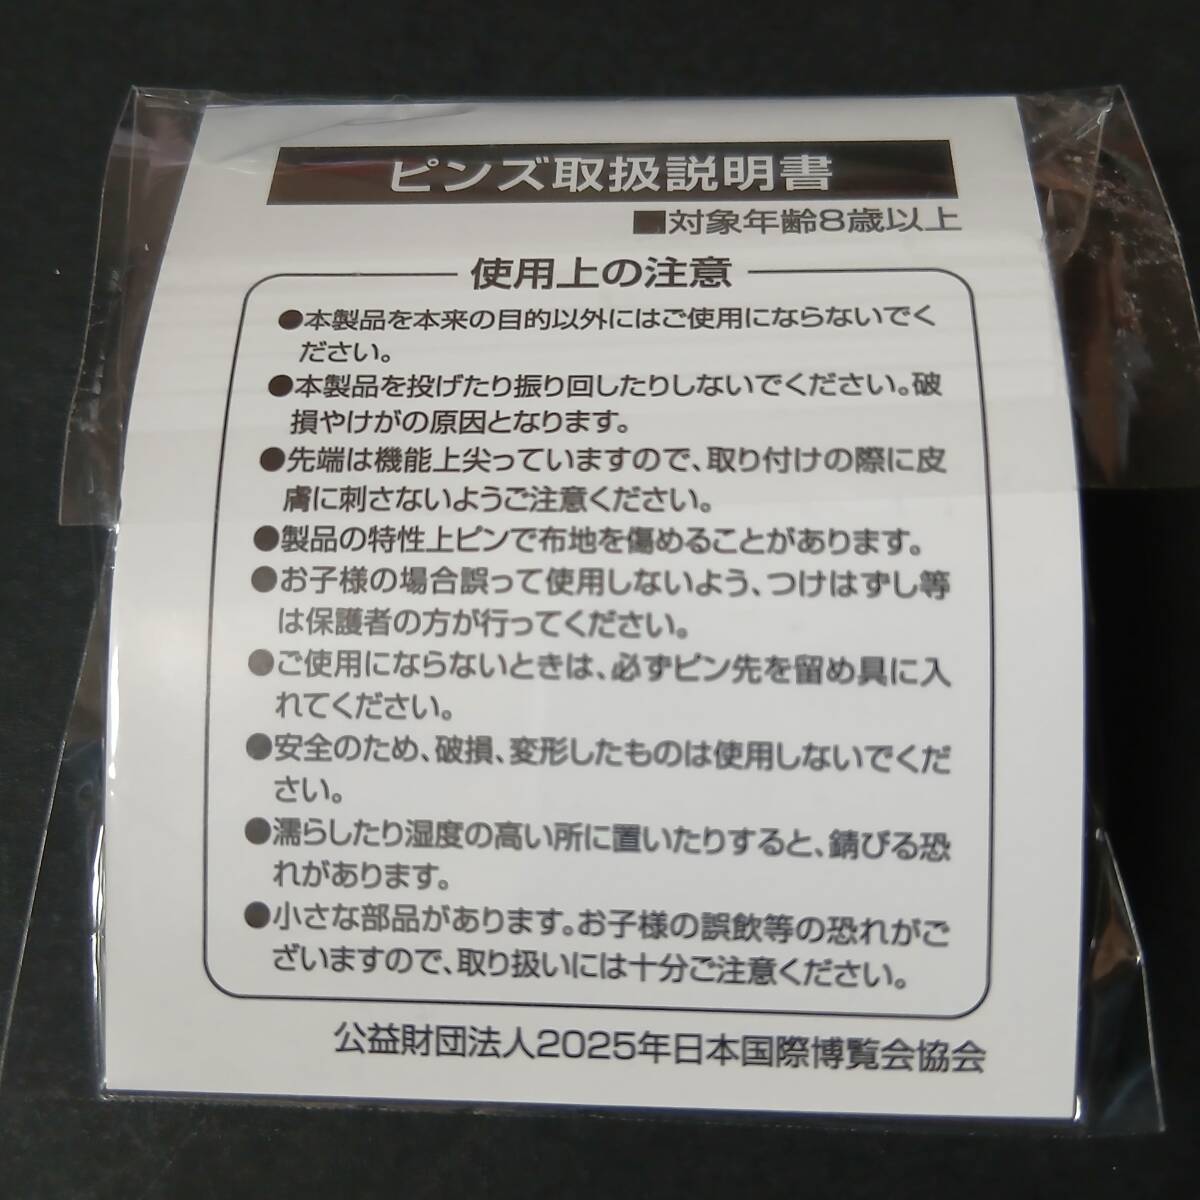 ピンズ取扱説明書
■対象年齢8歳以上
使用上の注意
●本製品を本来の目的以外にはご使用にならないでく
ださい。
●本製品を投げたり振り回したりしないでください。破
損やけがの原因となります。
●先端は機能上尖っていますので、取り付けの際に皮
膚に刺さないようご注意ください。
●製品の特性上ピンで布地を傷めることがあります。
●お子様の場合誤って使用しないよう、つけはずし等
は保護者の方が行ってください。
●ご使用にならないときは、必ずピン先を留め具に入
れてください。
●安全のため、破損、変形したものは使用しないでくだ
さい。
●濡らしたり湿度の高い所に置いたりすると、錆びる恐
れがあります。
●小さな部品があります。お子様の誤飲等の恐れがご
ざいますので、取り扱いには十分ご注意ください。
公益財団法人2025年日本国際博覧会協会